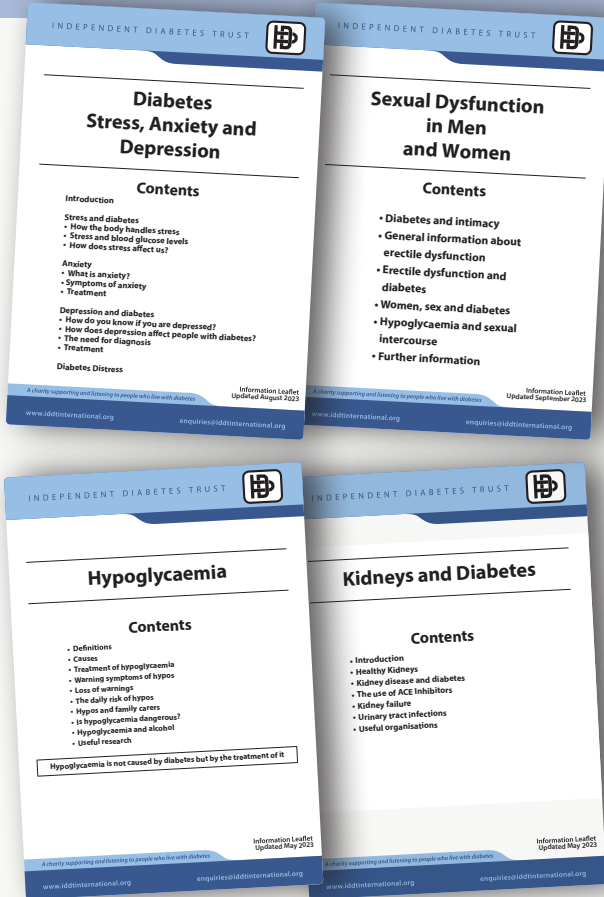 INDEPENDENT DIABETES TRUST
Diabetes
Stress, Anxiety and
Depression
Contents
Introduction
Stress and diabetes
• How the body handles stress
• Stress and blood glucose levels
• How does stress affect us?
Anxiety
• What is anxiety?
• Symptoms of anxiety
• Treatment
Depression and diabetes
• How do you know if you are depressed?
• How does depression affect people with diabetes?
• The need for diagnosis
• Treatment
Diabetes Distress
Information Leaflet
Updated August 2023
A charity supporting and listening to people who live with diabetes
www.iddtinternational.org
enquiries@iddtinternational.org
INDEPENDENT DIABETES TRUST
Sexual Dysfunction
in Men
and Women
Contents
• Diabetes and intimacy
• General information about
erectile dysfunction
• Erectile dysfunction and
diabetes
• Women, sex and diabetes
• Hypoglycaemia and sexual
intercourse
• Further information
Information Leaflet
Updated September 2023
A charity supporting and listening to people who live with diabetes
www.iddtinternational.org
enquiries@iddtinternational.org
INDEPENDENT DIABETES TRUST
Hypoglycaemia
Contents
• Definitions
• Causes
• Treatment of hypoglycaemia
• Warning symptoms of hypos
• Loss of warnings
• The daily risk of hypos
• Hypos and family carers
• Is hypoglycaemia dangerous?
• Hypoglycaemia and alcohol
• Useful research
Hypoglycaemia is not caused by diabetes but by the treatment of it
Information Leaflet
Updated May 2023
A charity supporting and listening to people who live with diabetes
www.iddtinternational.org
enquiries@iddtinternational.org
INDEPENDENT DIABETES TRUST
Kidneys and Diabetes
Contents
• Introduction
• Healthy Kidneys
• Kidney disease and diabetes
• The use of ACE Inhibitors
• Kidney failure
• Urinary tract infections
• Useful organisations
Information Leaflet
Updated May 2023
A charity supporting and listening to people who live with diabetes
www.iddtinternational.org
enquiries@iddtinternational.org